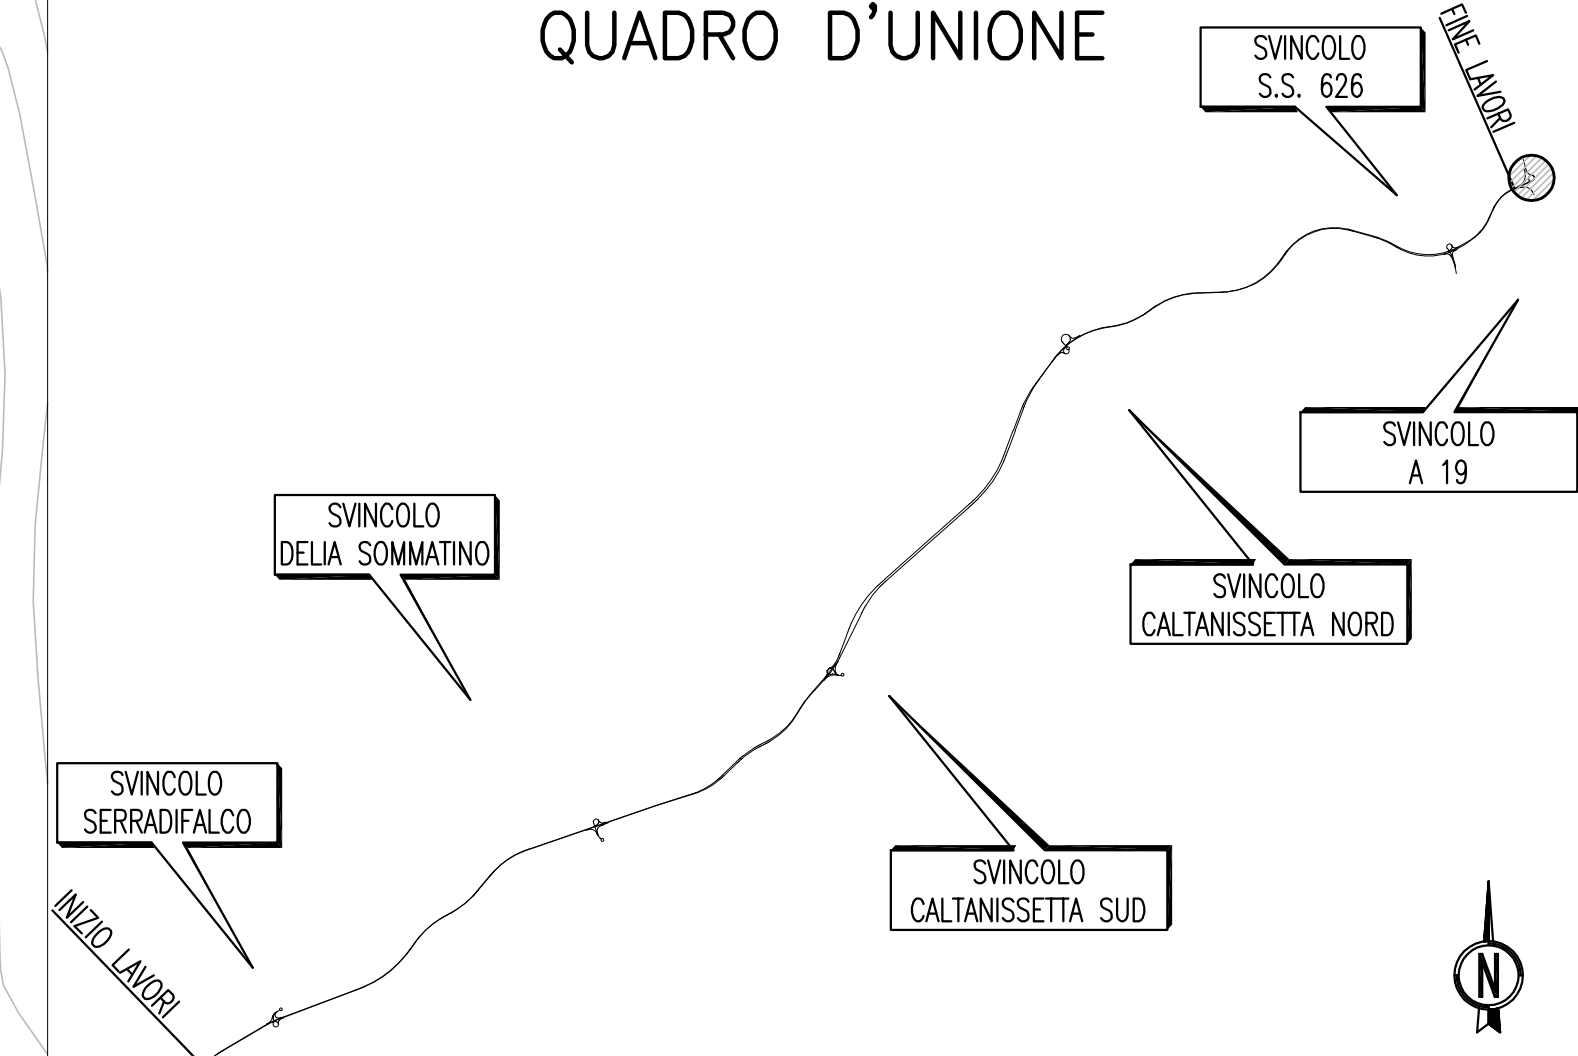 QUADRO D'UNIONE
SVINCOLO
S.S. 626
FINE LAVORI
SVINCOLO
A 19
SVINCOLO
DELIA SOMMATINO
SVINCOLO
CALTANISSETTA NORD
SVINCOLO
SERRADIFALCO
SVINCOLO
CALTANISSETTA SUD
INIZIO LAVORI
N